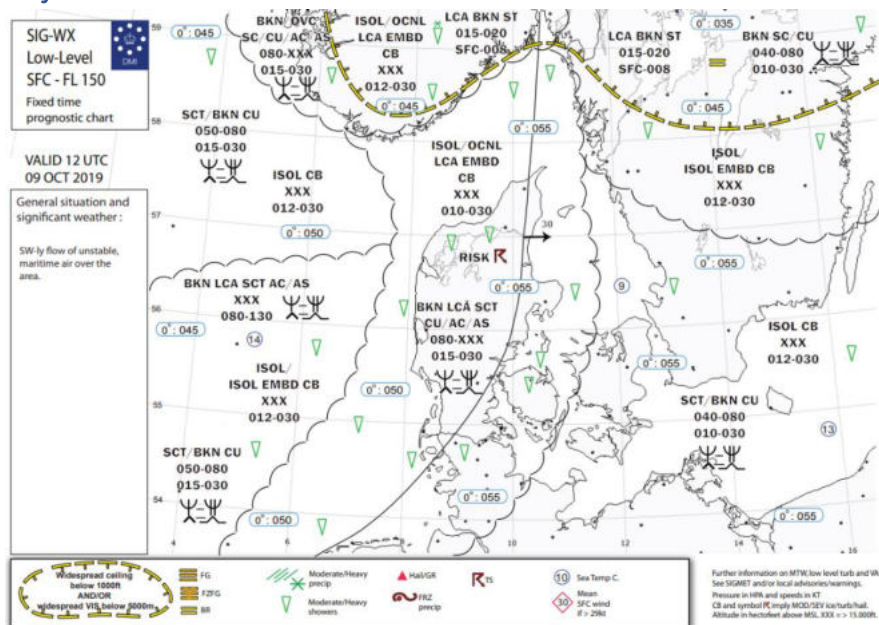 SIG-WX
Low-Level
SFC - FL 150
Fixed time
prognostic chart
DMI
VALID 12 UTC
09 OCT 2019
General situation and
significant weather :
SW-ly flow of unstable,
maritime air over the
area.
0°: 045
BKN/OVC
SC/CU/AC/AS
080-XXX
015-030
ISOL/OCNL
LCA EMBD
CB
XXX
012-030
0°: 045
LCA BKN ST
015-020
SFC-008
LCA BKN ST
015-020
SFC-008
0°: 035
BKN SC/CU
040-080
010-030
0°: 045
59
58
57
56
55
54
SCT/BKN CU
050-080
015-030
ISOL CB
XXX
012-030
0°: 050
ISOL/OCNL
LCA EMBD
CB
XXX
010-030
0°: 055
30
RISK
0°: 055
ISOL/
ISOL EMBD CB
XXX
012-030
0°: 055
9
BKN LCA SCT AC/AS
XXX
080-130
0°: 045
14
ISOL/
ISOL EMBD CB
XXX
012-030
BKN LCA SCT
CU/AC/AS
080-XXX
015-030
0°: 050
ISOL CB
XXX
012-030
0°: 055
SCT/BKN CU
040-080
010-030
13
SCT/BKN CU
050-080
015-030
0°: 050
0°: 055
0°: 055
4
6
8
10
12
14
16
Widespread ceiling
below 1000ft
AND/OR
widespread VIS below 5000m
FG
FZFG
BR
Moderate/Heavy
precip
Moderate/Heavy
showers
Hail/GR
FRZ
precip
TS
10
Sea Temp C.
30
Mean
SFC wind
if > 29kt
Further information on MTW, low level turb and VA
See SIGMET and/or local advisories/warnings.
Pressure in HPA and speeds in KT
CB and symbol imply MOD/SEV ice/turb/hail.
Altitude in hectofeet above MSL. XXX = > 15.000ft.